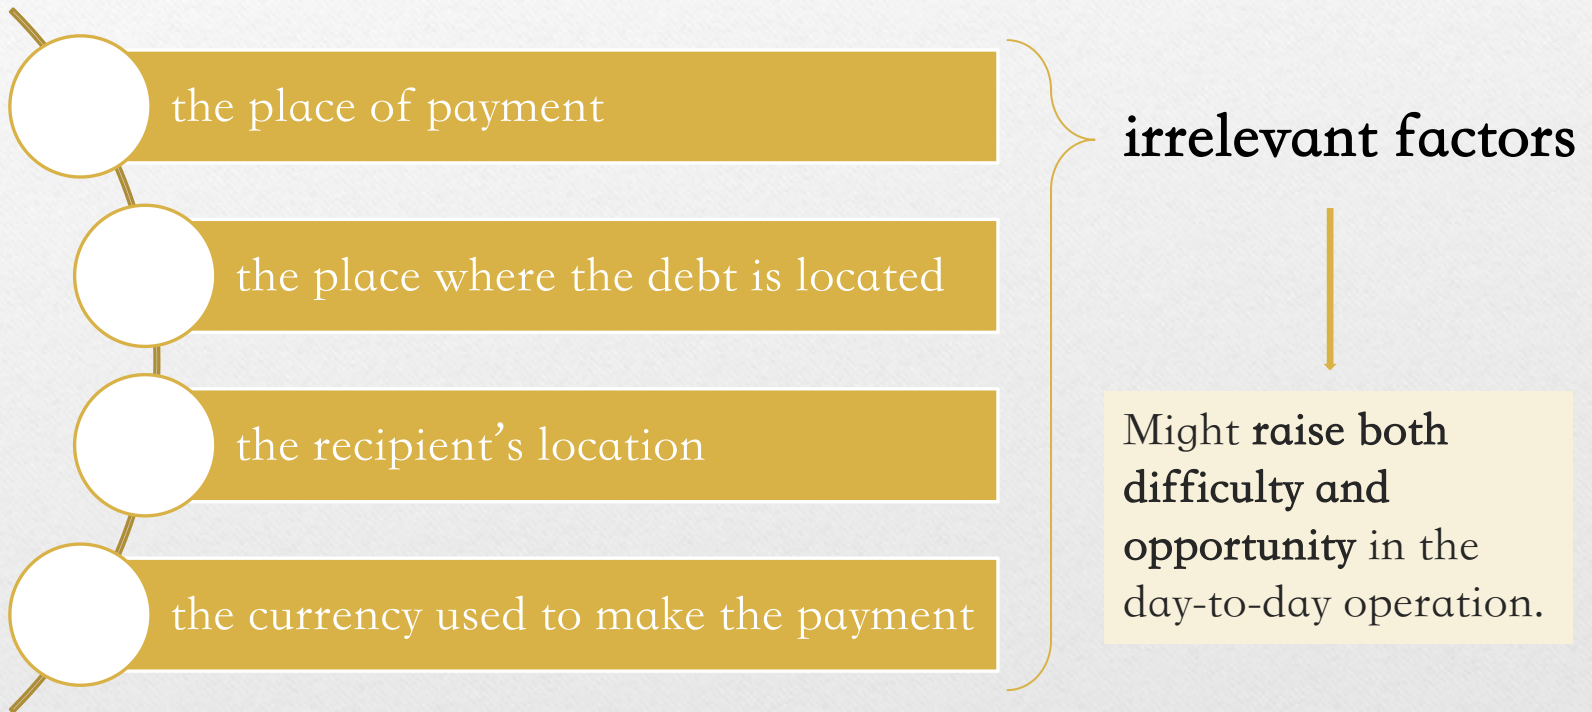 the place of payment
the place where the debt is located
the recipient’s location
the currency used to make the payment
irrelevant factors
Might raise both
difficulty and
opportunity in the
day-to-day operation.